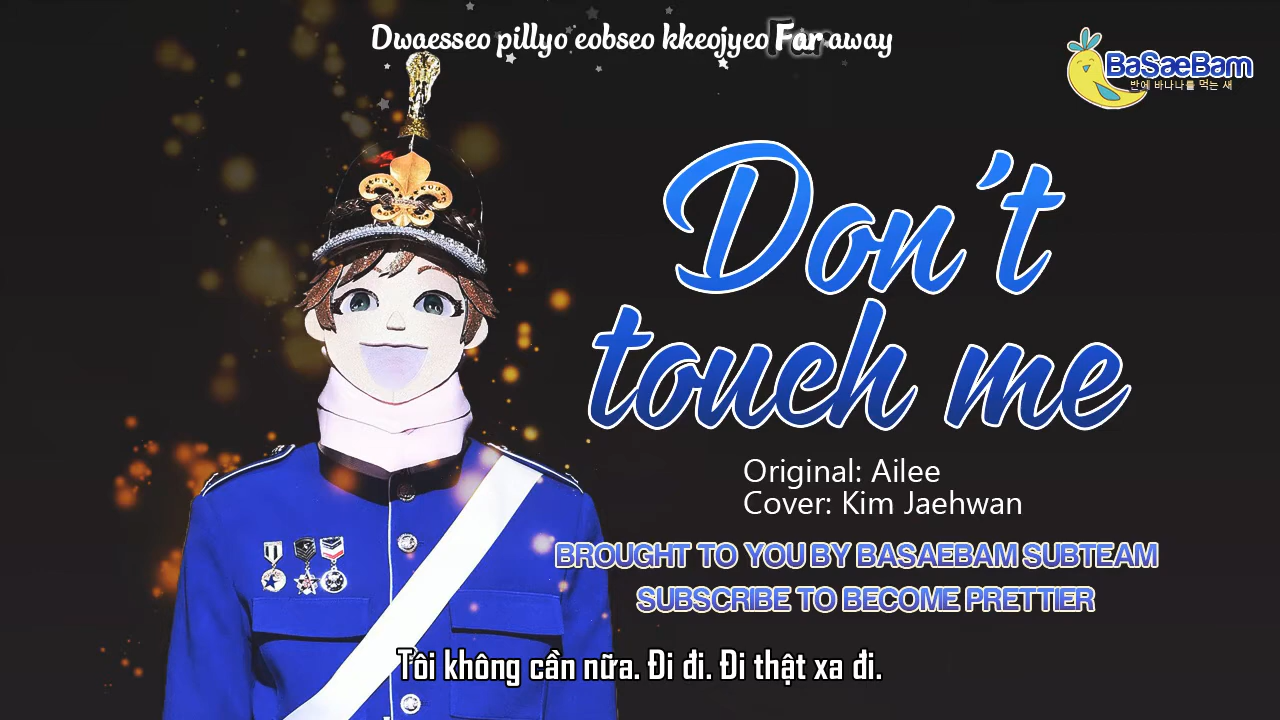 Dwaesseo pillyo eobseo kkeojyeo Far away
BaSaeBam
반에 바나나를 먹는 새
Don't
touch me
Original: Ailee
Cover: Kim Jaehwan
BROUGHT TO YOU BY BASAEBAM SUBTEAM
SUBSCRIBE TO BECOME PRETTIER
Tôi không cần nữa. Đi đi. Đi thật xa đi.